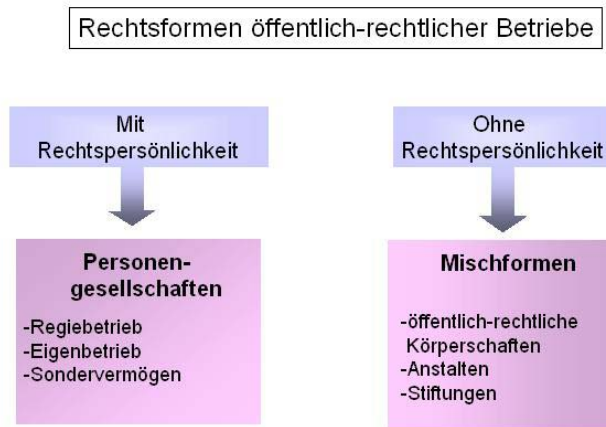 Rechtsformen öffentlich-rechtlicher Betriebe
Mit
Rechtspersönlichkeit
Personen-
gesellschaften
-Regiebetrieb
-Eigenbetrieb
-Sondervermögen
Ohne
Rechtspersönlichkeit
Mischformen
-öffentlich-rechtliche
Körperschaften
-Anstalten
-Stiftungen